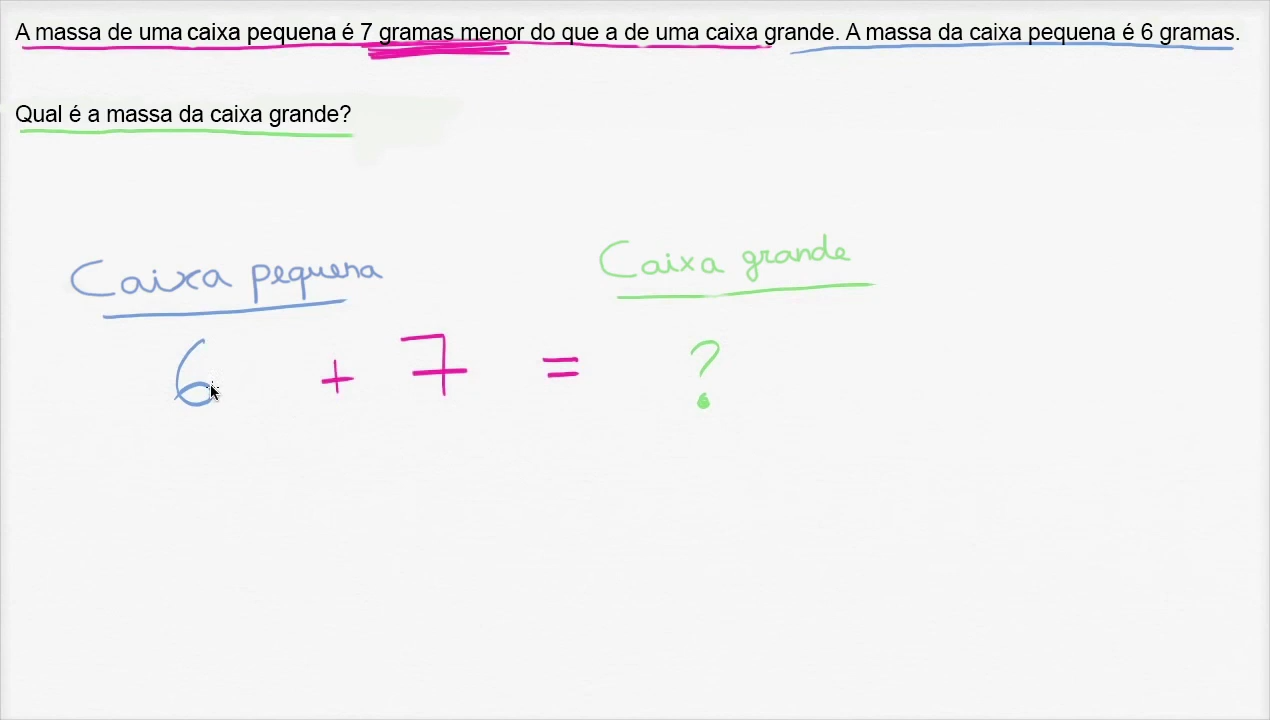 A massa de uma caixa pequena é 7 gramas menor do que a de uma caixa grande. A massa da caixa pequena é 6 gramas.
Qual é a massa da caixa grande?
Caixa pequena Caixa grande
6 + 7 = ?